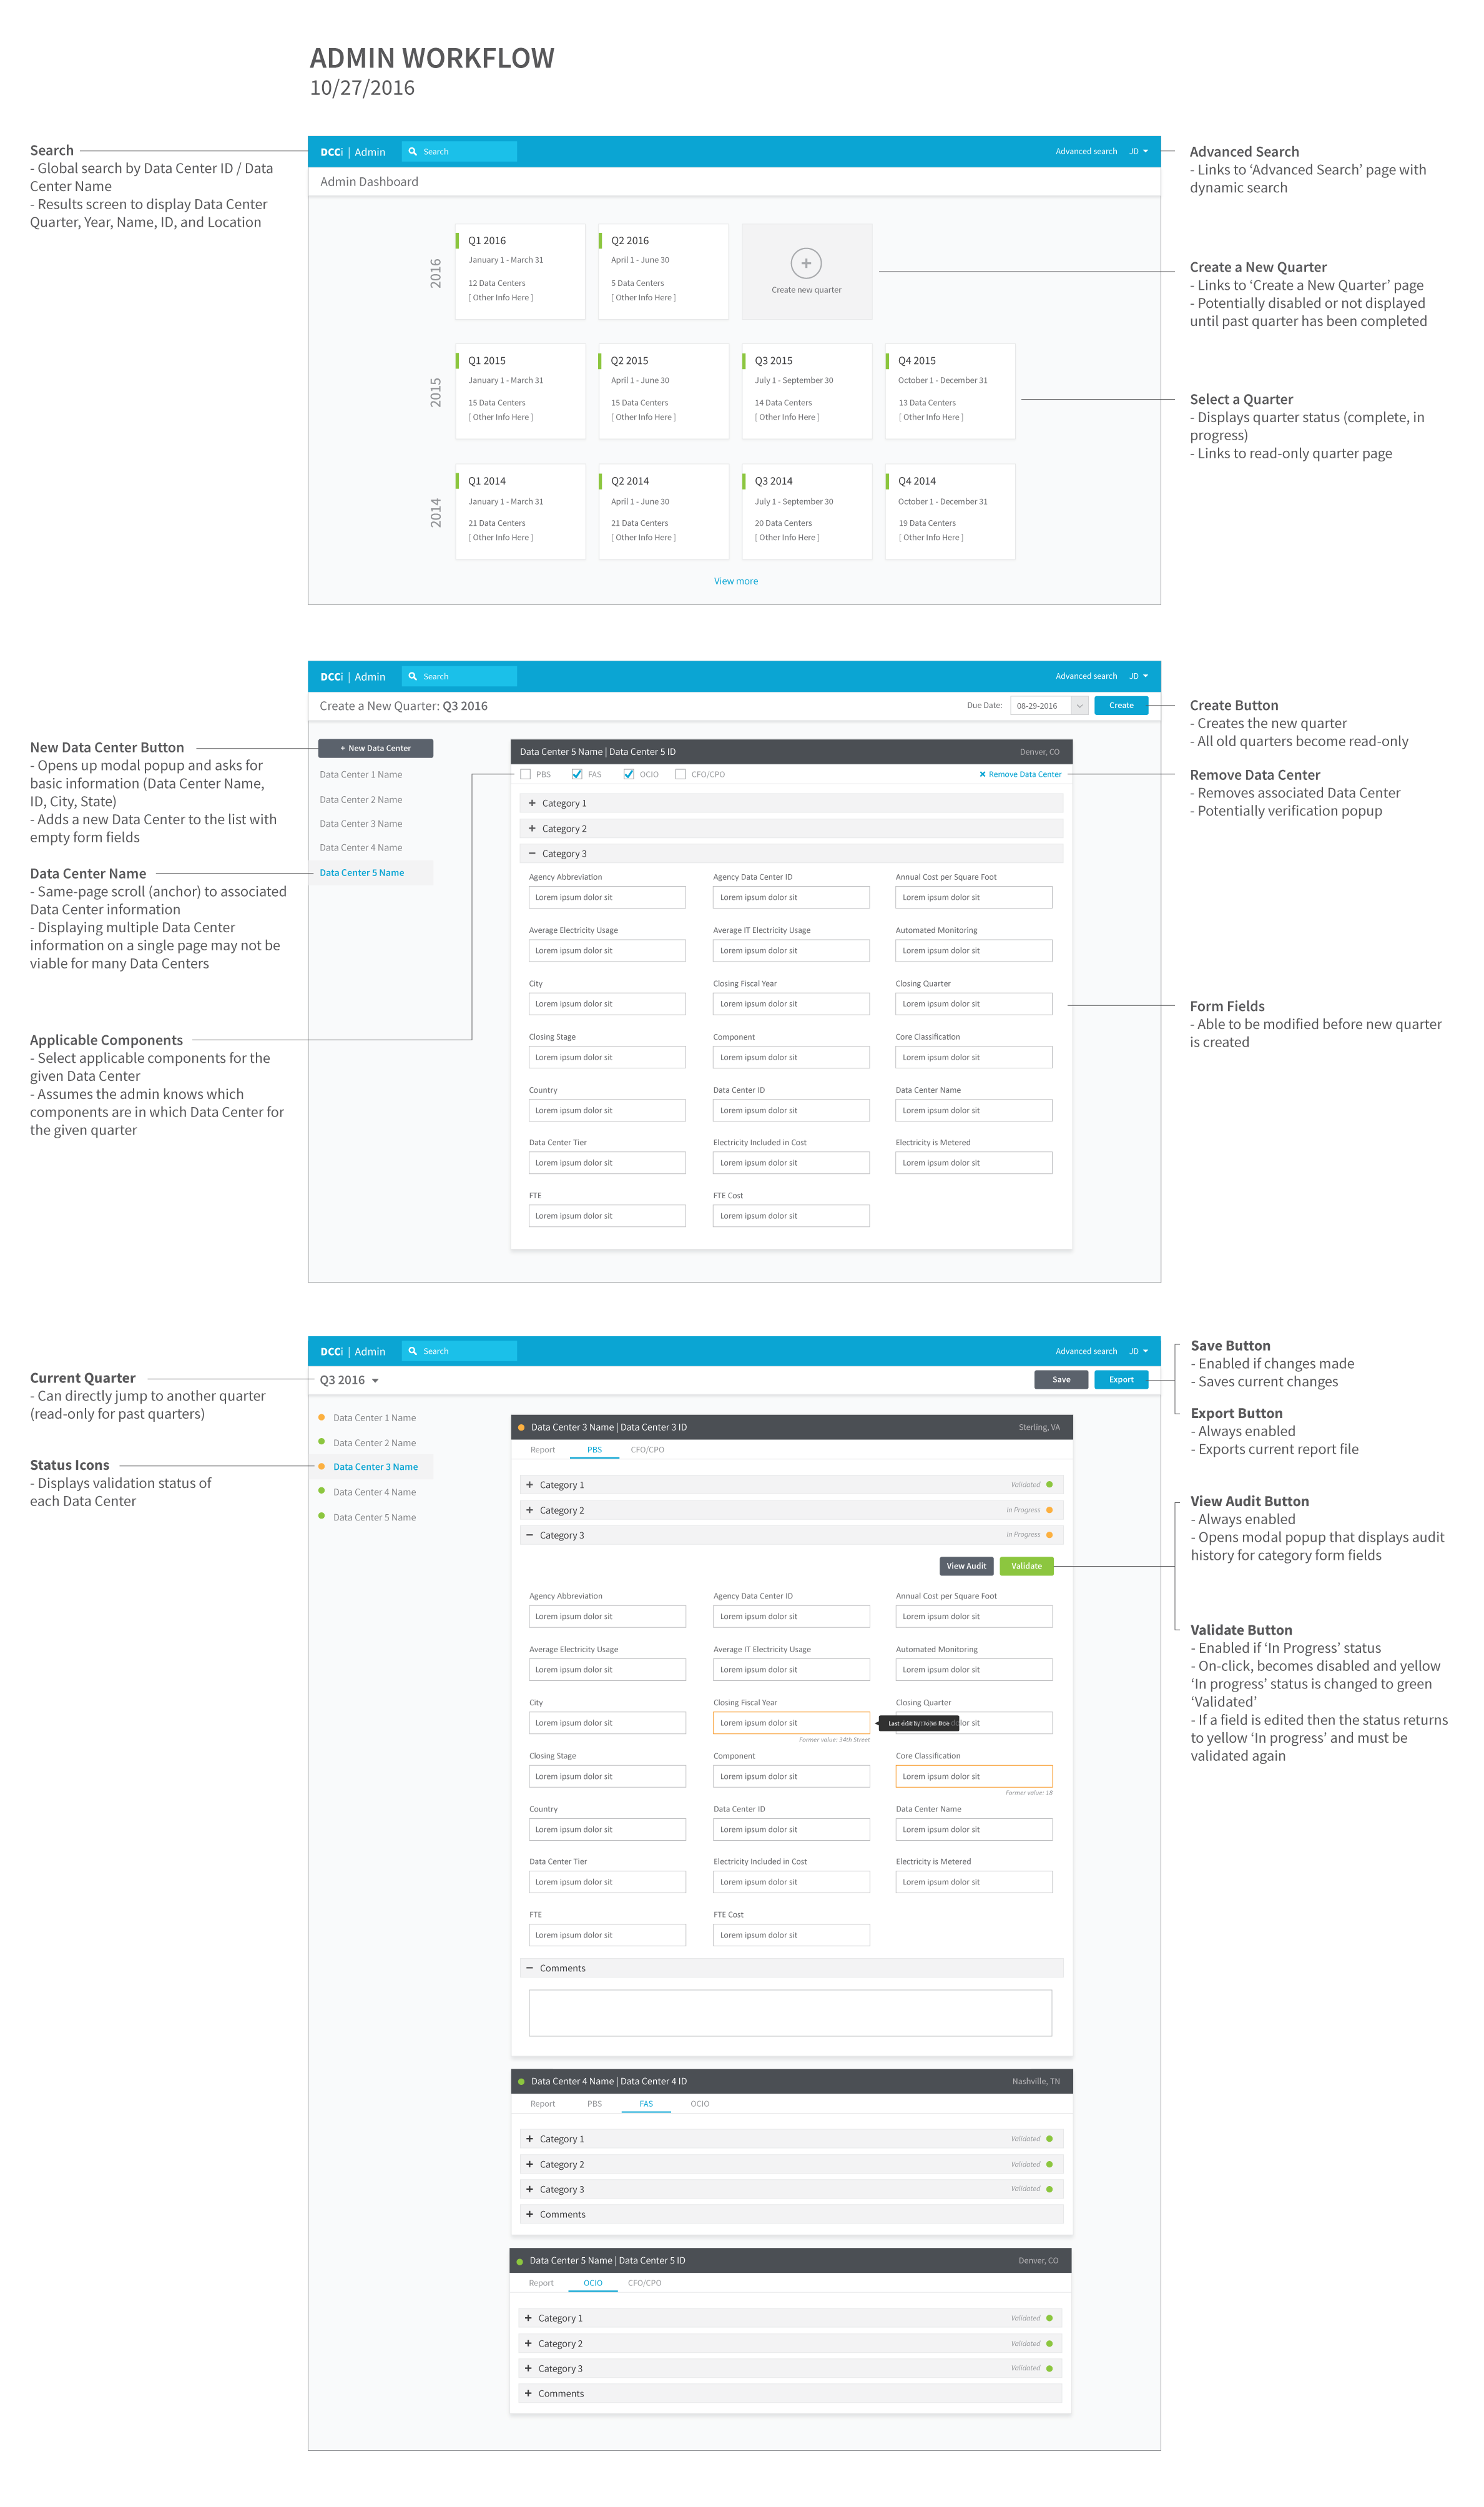 ADMIN WORKFLOW
10/27/2016
Search
- Global search by Data Center ID / Data
Center Name
- Results screen to display Data Center
Quarter, Year, Name, ID, and Location
DCCi | Admin
Search
Advanced search
JD
Admin Dashboard
2016
Q1 2016
January 1 - March 31
12 Data Centers
[ Other Info Here ]
Q2 2016
April 1 - June 30
5 Data Centers
[ Other Info Here ]
+
Create new quarter
2015
Q1 2015
January 1 - March 31
15 Data Centers
[ Other Info Here ]
Q2 2015
April 1 - June 30
15 Data Centers
[ Other Info Here ]
Q3 2015
July 1 - September 30
14 Data Centers
[ Other Info Here ]
Q4 2015
October 1 - December 31
13 Data Centers
[ Other Info Here ]
2014
Q1 2014
January 1 - March 31
21 Data Centers
[ Other Info Here ]
Q2 2014
April 1 - June 30
21 Data Centers
[ Other Info Here ]
Q3 2014
July 1 - September 30
20 Data Centers
[ Other Info Here ]
Q4 2014
October 1 - December 31
19 Data Centers
[ Other Info Here ]
View more
Advanced Search
- Links to ‘Advanced Search’ page with
dynamic search
Create a New Quarter
- Links to ‘Create a New Quarter’ page
- Potentially disabled or not displayed
until past quarter has been completed
Select a Quarter
- Displays quarter status (complete, in
progress)
- Links to read-only quarter page
New Data Center Button
- Opens up modal popup and asks for
basic information (Data Center Name,
ID, City, State)
- Adds a new Data Center to the list with
empty form fields
Data Center Name
- Same-page scroll (anchor) to associated
Data Center information
- Displaying multiple Data Center
information on a single page may not be
viable for many Data Centers
Applicable Components
- Select applicable components for the
given Data Center
- Assumes the admin knows which
components are in which Data Center for
the given quarter
DCCi | Admin
Search
Advanced search
JD
Create a New Quarter: Q3 2016
Due Date:
08-29-2016
Create
+ New Data Center
Data Center 1 Name
Data Center 2 Name
Data Center 3 Name
Data Center 4 Name
Data Center 5 Name
Data Center 5 Name | Data Center 5 ID
Denver, CO
PBS
FAS
OCIO
CFO/CPO
Remove Data Center
+ Category 1
+ Category 2
− Category 3
Agency Abbreviation
Agency Data Center ID
Annual Cost per Square Foot
Lorem ipsum dolor sit
Lorem ipsum dolor sit
Lorem ipsum dolor sit
Average Electricity Usage
Average IT Electricity Usage
Automated Monitoring
Lorem ipsum dolor sit
Lorem ipsum dolor sit
Lorem ipsum dolor sit
City
Closing Fiscal Year
Closing Quarter
Lorem ipsum dolor sit
Lorem ipsum dolor sit
Lorem ipsum dolor sit
Closing Stage
Component
Core Classification
Lorem ipsum dolor sit
Lorem ipsum dolor sit
Lorem ipsum dolor sit
Country
Data Center ID
Data Center Name
Lorem ipsum dolor sit
Lorem ipsum dolor sit
Lorem ipsum dolor sit
Data Center Tier
Electricity Included in Cost
Electricity is Metered
Lorem ipsum dolor sit
Lorem ipsum dolor sit
Lorem ipsum dolor sit
FTE
FTE Cost
Lorem ipsum dolor sit
Lorem ipsum dolor sit
Create Button
- Creates the new quarter
- All old quarters become read-only
Remove Data Center
- Removes associated Data Center
- Potentially verification popup
Form Fields
- Able to be modified before new quarter
is created
Current Quarter
- Can directly jump to another quarter
(read-only for past quarters)
Status Icons
- Displays validation status of
each Data Center
DCCi | Admin
Search
Advanced search
JD
Q3 2016
Save
Export
Data Center 1 Name
Data Center 2 Name
Data Center 3 Name
Data Center 4 Name
Data Center 5 Name
Data Center 3 Name | Data Center 3 ID
Sterling, VA
Report
PBS
CFO/CPO
+ Category 1
Validated
+ Category 2
In Progress
− Category 3
In Progress
View Audit
Validate
Agency Abbreviation
Agency Data Center ID
Annual Cost per Square Foot
Lorem ipsum dolor sit
Lorem ipsum dolor sit
Lorem ipsum dolor sit
Average Electricity Usage
Average IT Electricity Usage
Automated Monitoring
Lorem ipsum dolor sit
Lorem ipsum dolor sit
Lorem ipsum dolor sit
City
Closing Fiscal Year
Closing Quarter
Lorem ipsum dolor sit
Lorem ipsum dolor sit
Last edit by: John Doe
lor sit
Former value: 34th Street
Closing Stage
Component
Core Classification
Lorem ipsum dolor sit
Lorem ipsum dolor sit
Lorem ipsum dolor sit
Former value: 1B
Country
Data Center ID
Data Center Name
Lorem ipsum dolor sit
Lorem ipsum dolor sit
Lorem ipsum dolor sit
Data Center Tier
Electricity Included in Cost
Electricity is Metered
Lorem ipsum dolor sit
Lorem ipsum dolor sit
Lorem ipsum dolor sit
FTE
FTE Cost
Lorem ipsum dolor sit
Lorem ipsum dolor sit
− Comments
Data Center 4 Name | Data Center 4 ID
Nashville, TN
Report
PBS
FAS
OCIO
+ Category 1
Validated
+ Category 2
Validated
+ Category 3
Validated
+ Comments
Data Center 5 Name | Data Center 5 ID
Denver, CO
Report
OCIO
CFO/CPO
+ Category 1
Validated
+ Category 2
Validated
+ Category 3
Validated
+ Comments
Save Button
- Enabled if changes made
- Saves current changes
Export Button
- Always enabled
- Exports current report file
View Audit Button
- Always enabled
- Opens modal popup that displays audit
history for category form fields
Validate Button
- Enabled if ‘In Progress’ status
- On-click, becomes disabled and yellow
‘In progress’ status is changed to green
‘Validated’
- If a field is edited then the status returns
to yellow ‘In progress’ and must be
validated again